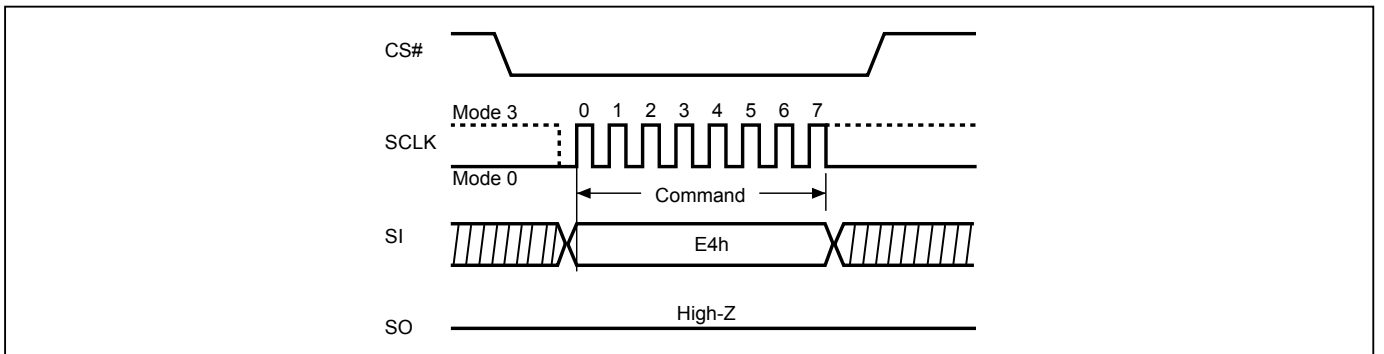 CS#
Mode 3
0 1 2 3 4 5 6 7
SCLK
Mode 0
Command
SI
E4h
High-Z
SO